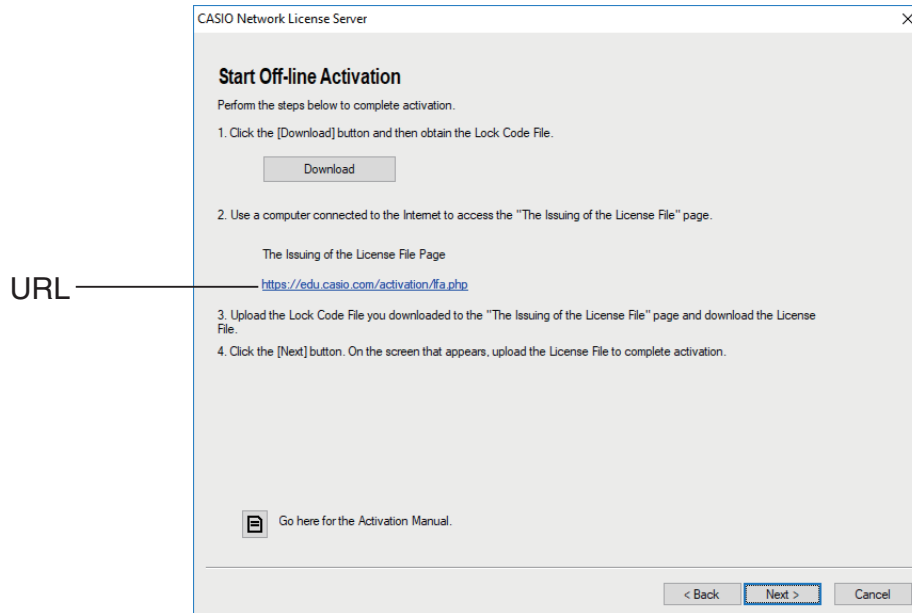 CASIO Network License Server
Start Off-line Activation
Perform the steps below to complete activation.
1. Click the [Download] button and then obtain the Lock Code File.
Download
2. Use a computer connected to the Internet to access the "The Issuing of the License File" page.
The Issuing of the License File Page
URL
https://edu.casio.com/activation/lfa.php
3. Upload the Lock Code File you downloaded to the "The Issuing of the License File" page and download the License
File.
4. Click the [Next] button. On the screen that appears, upload the License File to complete activation.
Go here for the Activation Manual.
< Back Next > Cancel